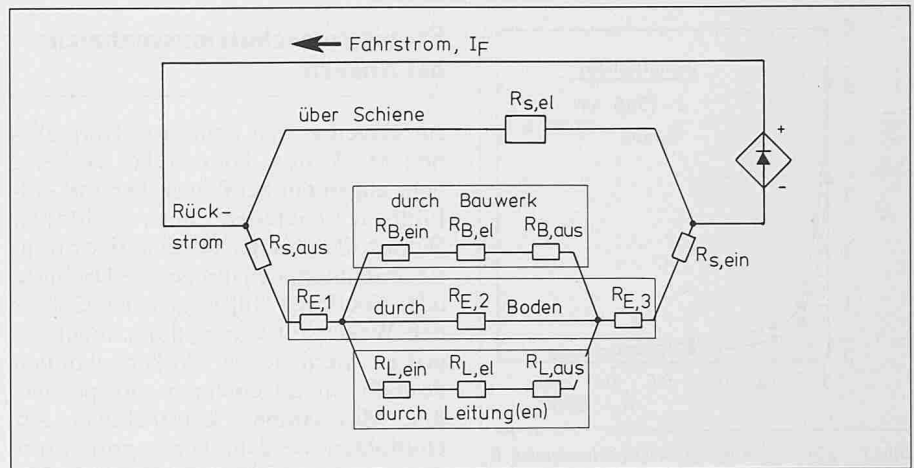 Fahrstrom, IF
über Schiene
Rs,el
+
-
Rück-
strom
Rs,aus
Rs,ein
durch Bauwerk
RB,ein RB,el RB,aus
RE,1 RE,2 RE,3
durch Boden
RL,ein RL,el RL,aus
durch Leitung(en)